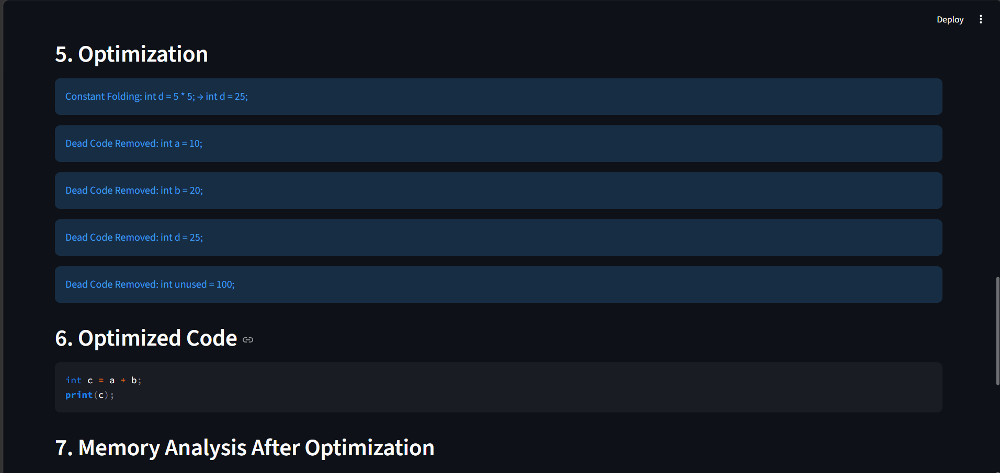 Deploy
5. Optimization
Constant Folding: int d = 5 * 5; → int d = 25;
Dead Code Removed: int a = 10;
Dead Code Removed: int b = 20;
Dead Code Removed: int d = 25;
Dead Code Removed: int unused = 100;
6. Optimized Code
int c = a + b;
print(c);
7. Memory Analysis After Optimization